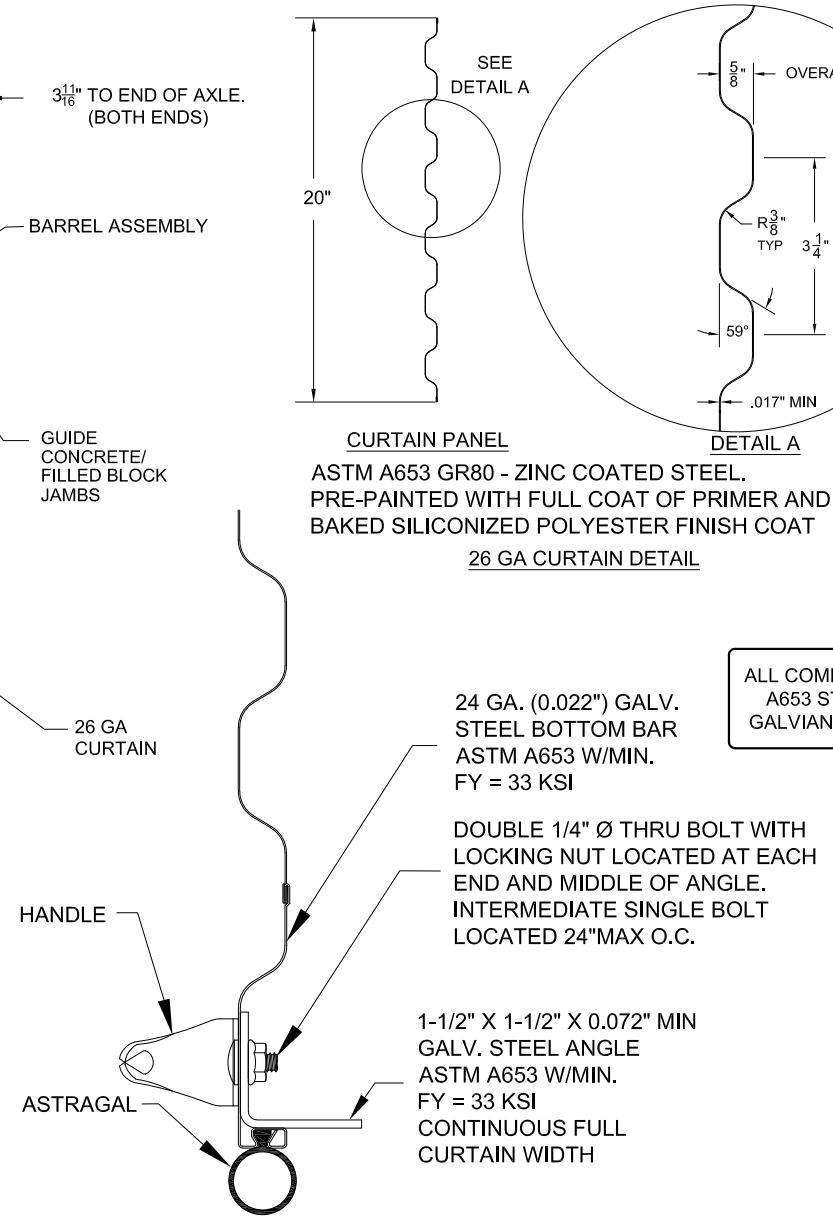 3 11/16" TO END OF AXLE.
(BOTH ENDS)
BARREL ASSEMBLY
GUIDE
CONCRETE/
FILLED BLOCK
JAMBS
26 GA
CURTAIN
20"
SEE
DETAIL A
CURTAIN PANEL
5/8"
R3/8"
TYP
3 1/4"
59°
.017" MIN
DETAIL A
ASTM A653 GR80 - ZINC COATED STEEL.
PRE-PAINTED WITH FULL COAT OF PRIMER AND
BAKED SILICONIZED POLYESTER FINISH COAT
26 GA CURTAIN DETAIL
ALL
A653
24 GA. (0.022") GALV.
STEEL BOTTOM BAR
ASTM A653 W/MIN.
FY = 33 KSI
DOUBLE 1/4" Ø THRU BOLT WITH
LOCKING NUT LOCATED AT EACH
END AND MIDDLE OF ANGLE.
INTERMEDIATE SINGLE BOLT
LOCATED 24"MAX O.C.
HANDLE
ASTRAGAL
1-1/2" X 1-1/2" X 0.072" MIN
GALV. STEEL ANGLE
ASTM A653 W/MIN.
FY = 33 KSI
CONTINUOUS FULL
CURTAIN WIDTH